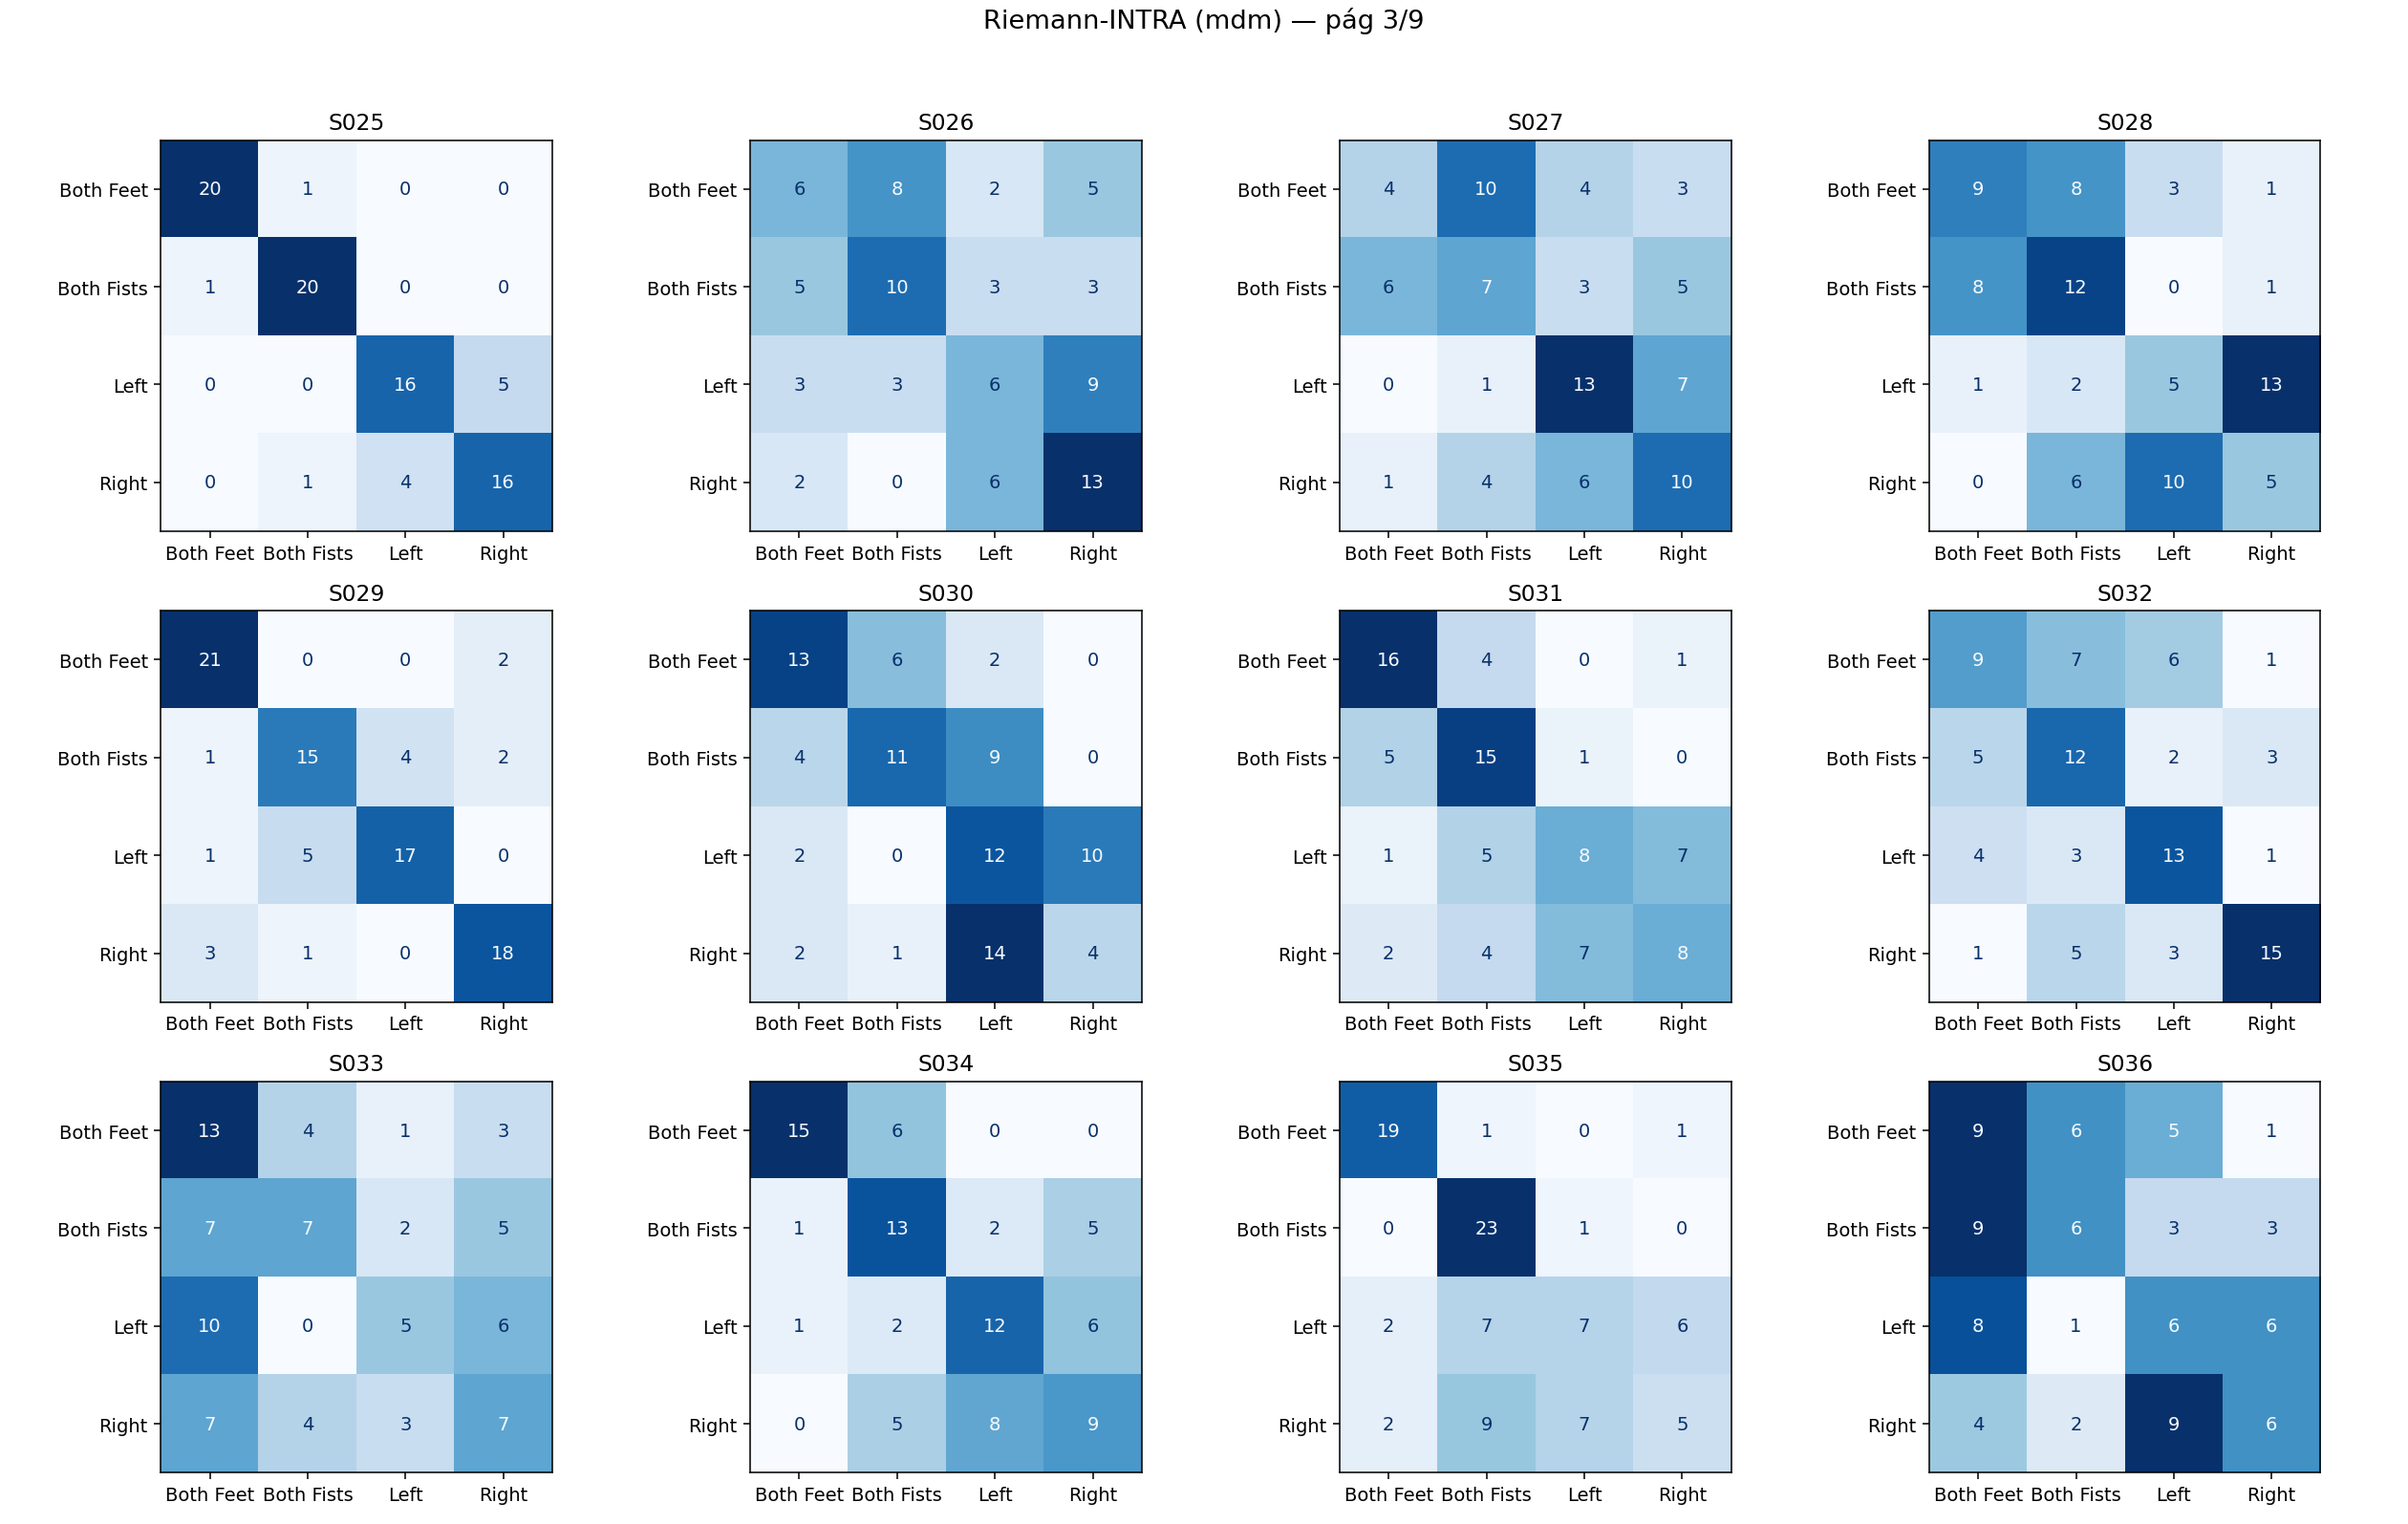 Riemann-INTRA (mdm) — pág 3/9
S025 S026 S027 S028
Both Feet 20 1 0 0 Both Feet 6 8 2 5 Both Feet 4 10 4 3 Both Feet 9 8 3 1
Both Fists 1 20 0 0 Both Fists 5 10 3 3 Both Fists 6 7 3 5 Both Fists 8 12 0 1
Left 0 0 16 5 Left 3 3 6 9 Left 0 1 13 7 Left 1 2 5 13
Right 0 1 4 16 Right 2 0 6 13 Right 1 4 6 10 Right 0 6 10 5
Both Feet Both Fists Left Right Both Feet Both Fists Left Right Both Feet Both Fists Left Right Both Feet Both Fists Left Right
S029 S030 S031 S032
Both Feet 21 0 0 2 Both Feet 13 6 2 0 Both Feet 16 4 0 1 Both Feet 9 7 6 1
Both Fists 1 15 4 2 Both Fists 4 11 9 0 Both Fists 5 15 1 0 Both Fists 5 12 2 3
Left 1 5 17 0 Left 2 0 12 10 Left 1 5 8 7 Left 4 3 13 1
Right 3 1 0 18 Right 2 1 14 4 Right 2 4 7 8 Right 1 5 3 15
Both Feet Both Fists Left Right Both Feet Both Fists Left Right Both Feet Both Fists Left Right Both Feet Both Fists Left Right
S033 S034 S035 S036
Both Feet 13 4 1 3 Both Feet 15 6 0 0 Both Feet 19 1 0 1 Both Feet 9 6 5 1
Both Fists 7 7 2 5 Both Fists 1 13 2 5 Both Fists 0 23 1 0 Both Fists 9 6 3 3
Left 10 0 5 6 Left 1 2 12 6 Left 2 7 7 6 Left 8 1 6 6
Right 7 4 3 7 Right 0 5 8 9 Right 2 9 7 5 Right 4 2 9 6
Both Feet Both Fists Left Right Both Feet Both Fists Left Right Both Feet Both Fists Left Right Both Feet Both Fists Left Right